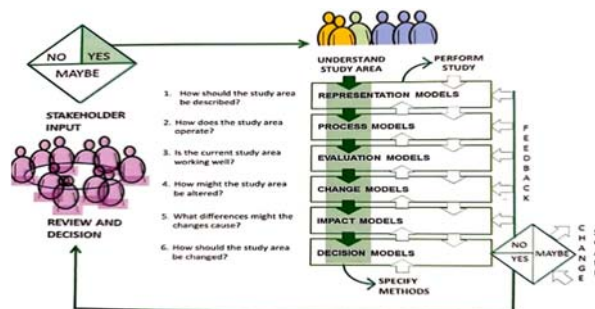 NO YES
MAYBE
STAKEHOLDER
INPUT
REVIEW AND
DECISION
1. How should the study area
be described?
2. How does the study area
operate?
3. Is the current study area
working well?
4. How might the study area
be altered?
5. What differences might the
changes cause?
6. How should the study area
be changed?
UNDERSTAND
STUDY AREA
PERFORM
STUDY
REPRESENTATION MODELS
PROCESS MODELS
EVALUATION MODELS
CHANGE MODELS
IMPACT MODELS
DECISION MODELS
SPECIFY
METHODS
FEEDBACK
NO
YES
MAYBE
CHANGE